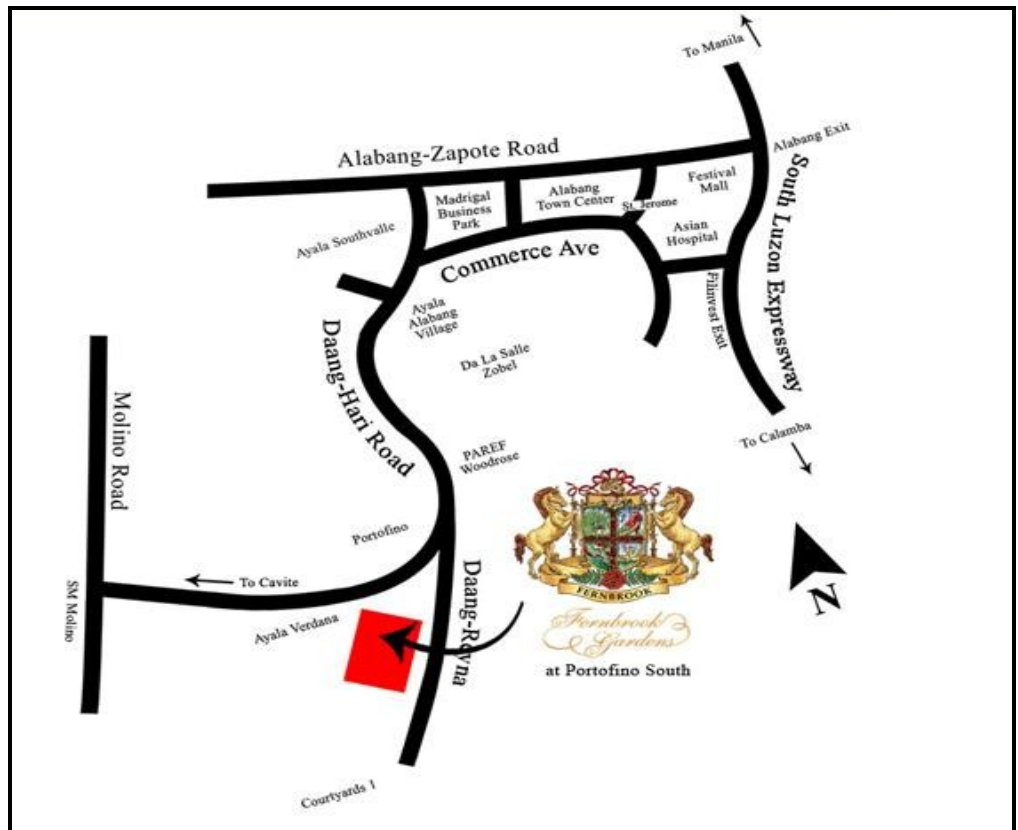 To Manila
Alabang Exit
Alabang-Zapote Road
South Luzon Expressway
Festival
Mall
Madrigal
Business
Park
Alabang
Town Center
St. Jerome
Ayala Southvalle
Asian
Hospital
Commerce Ave
Filinvest Exit
Ayala
Alabang
Village
Daang-Hari Road
Da La Salle
Zobel
Molino Road
To Calamba
PAREF
Woodrose
Portofino
N
To Cavite
SM Molino
Daang-Reyna
FERNBROOK
Fernbrook
Gardens
at Portofino South
Ayala Verdana
Courtyards 1